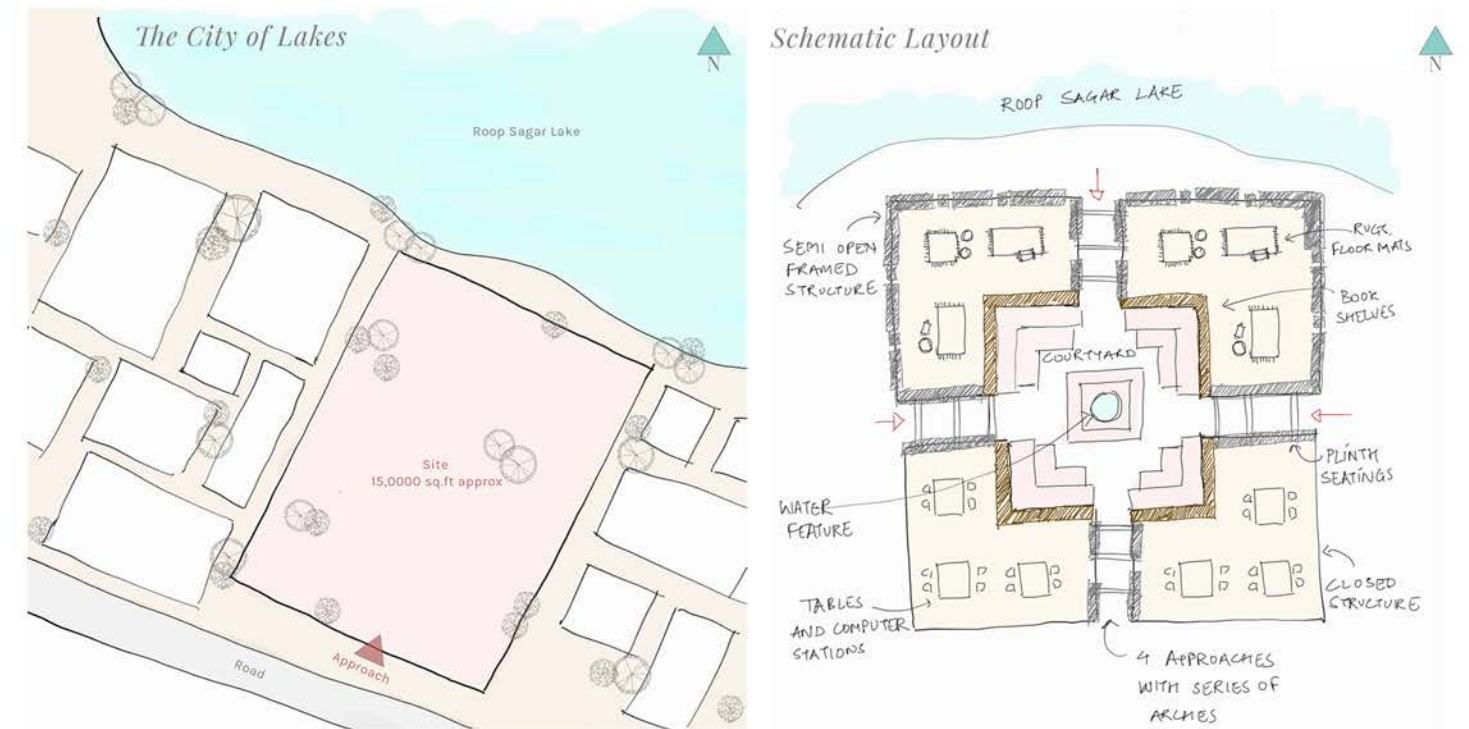 The City of Lakes
N
Roop Sagar Lake
Site
15,0000 sq.ft approx
Approach
Road
Schematic Layout
N
ROOP SAGAR LAKE
SEMI OPEN
FRAMED
STRUCTURE
RUGS,
FLOOR MATS
BOOK
SHELVES
COURTYARD
PLINTH
SEATINGS
WATER
FEATURE
CLOSED
STRUCTURE
TABLES
AND COMPUTER
STATIONS
4 APPROACHES
WITH SERIES OF
ARCHES